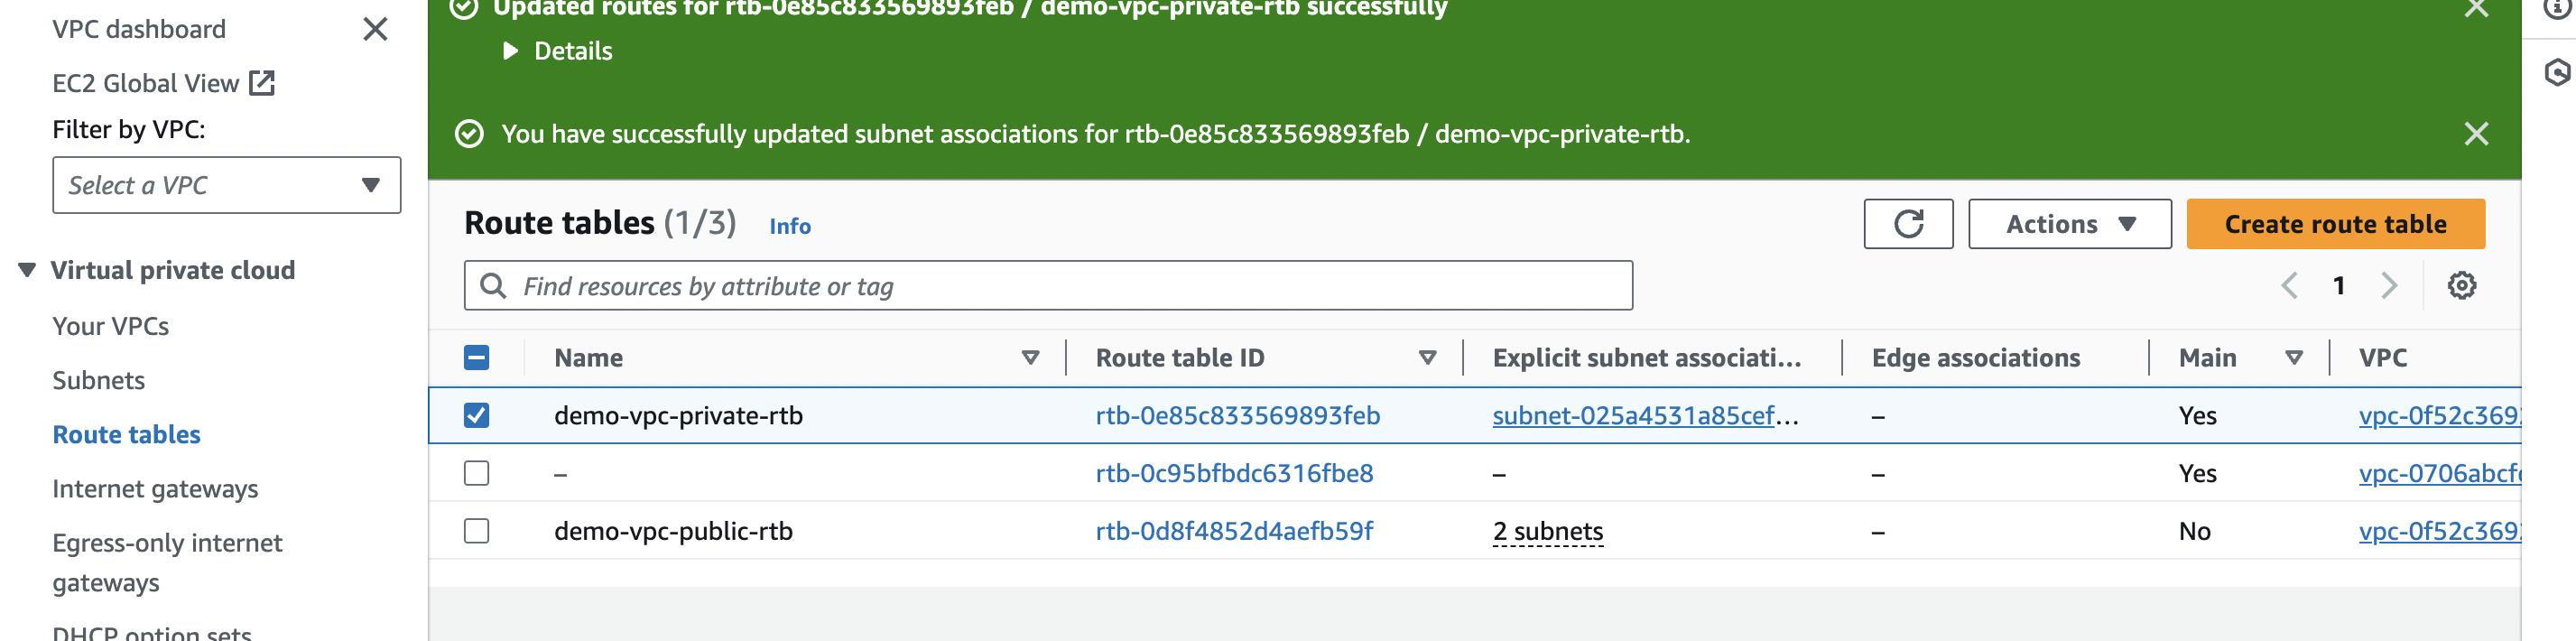 VPC dashboard
EC2 Global View
Filter by VPC:
Select a VPC
Virtual private cloud
Your VPCs
Subnets
Route tables
Internet gateways
Egress-only internet
gateways
DHCP option sets
Updated routes for rtb-0e85c833569893feb / demo-vpc-private-rtb successfully
Details
You have successfully updated subnet associations for rtb-0e85c833569893feb / demo-vpc-private-rtb.
Route tables (1/3) Info
Actions
Create route table
Find resources by attribute or tag
1
Name Route table ID Explicit subnet associati... Edge associations Main VPC
demo-vpc-private-rtb rtb-0e85c833569893feb subnet-025a4531a85cef... – Yes vpc-0f52c369
– rtb-0c95bfbdc6316fbe8 – – Yes vpc-0706abcf
demo-vpc-public-rtb rtb-0d8f4852d4aefb59f 2 subnets – No vpc-0f52c369